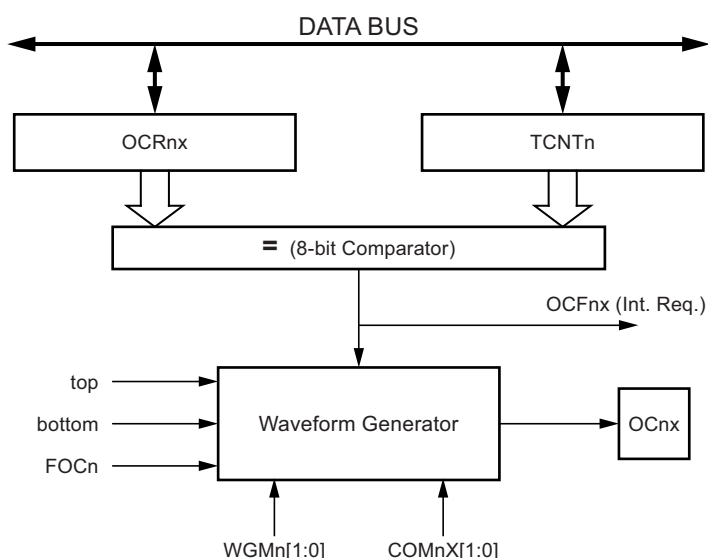 DATA BUS
OCRnx
TCNTn
= (8-bit Comparator)
OCFnx (Int. Req.)
top
bottom
FOCn
Waveform Generator
OCnx
WGMn[1:0]
COMnX[1:0]